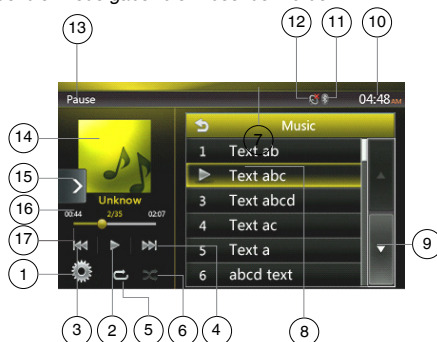 12 11 10
13
Pause 04:48 AM
14
7 Music
1 Text ab
Text abc
15
Unknow
3 Text abcd
16
00:44 2/35 02:07
4 Text ac
17
5 Text a
9
1
6 abcd text
3 2 5 6 4 8